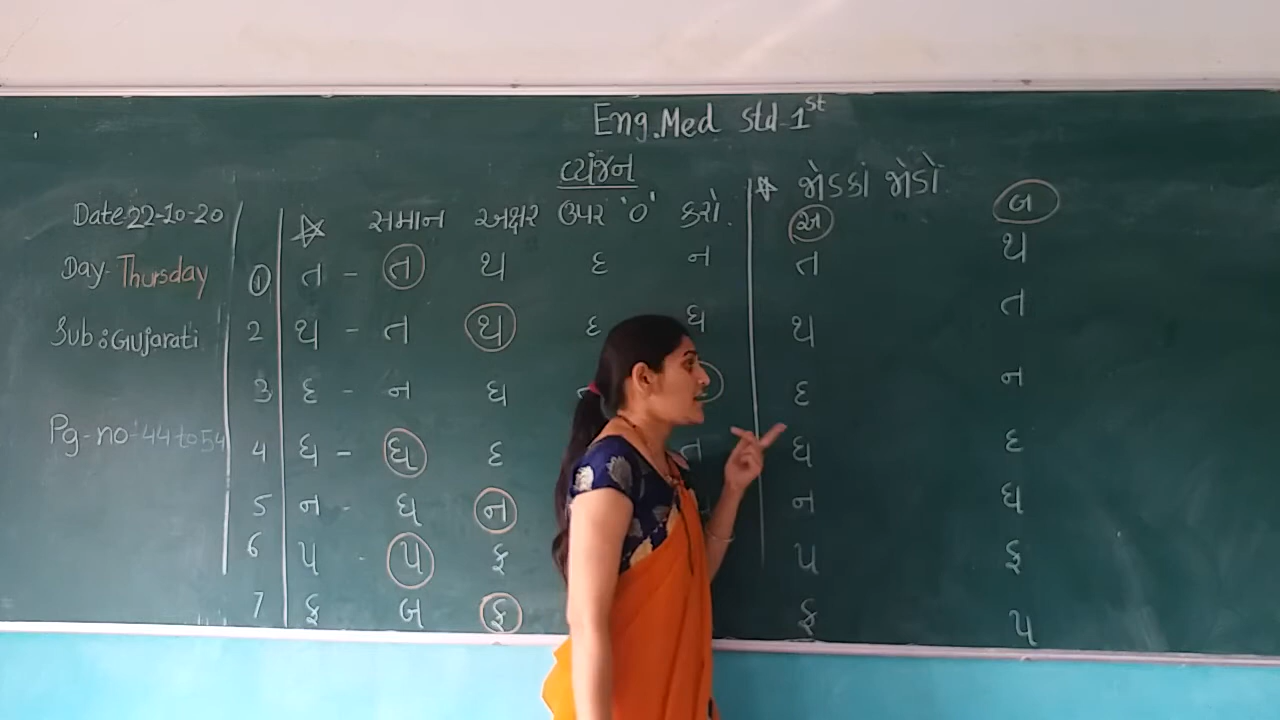 Eng.Med Std-1st
વ્યંજન
Date 22-10-20
Day- Thursday
Sub : Gujarati
Pg-no-44 to 54
☆ સમાન અક્ષર ઉપર '૦' કરો.
1 ત - ત થ દ ન
2 થ - ત થ દ ધ
3 દ - ન ધ
4 ધ - ધ દ ત
5 ન - ધ ન
6 પ - પ ફ
7 ફ બ ફ
☆ જોડકાં જોડો
અ બ
ત થ
થ ત
દ ન
ધ દ
ન ધ
પ ફ
ફ પ